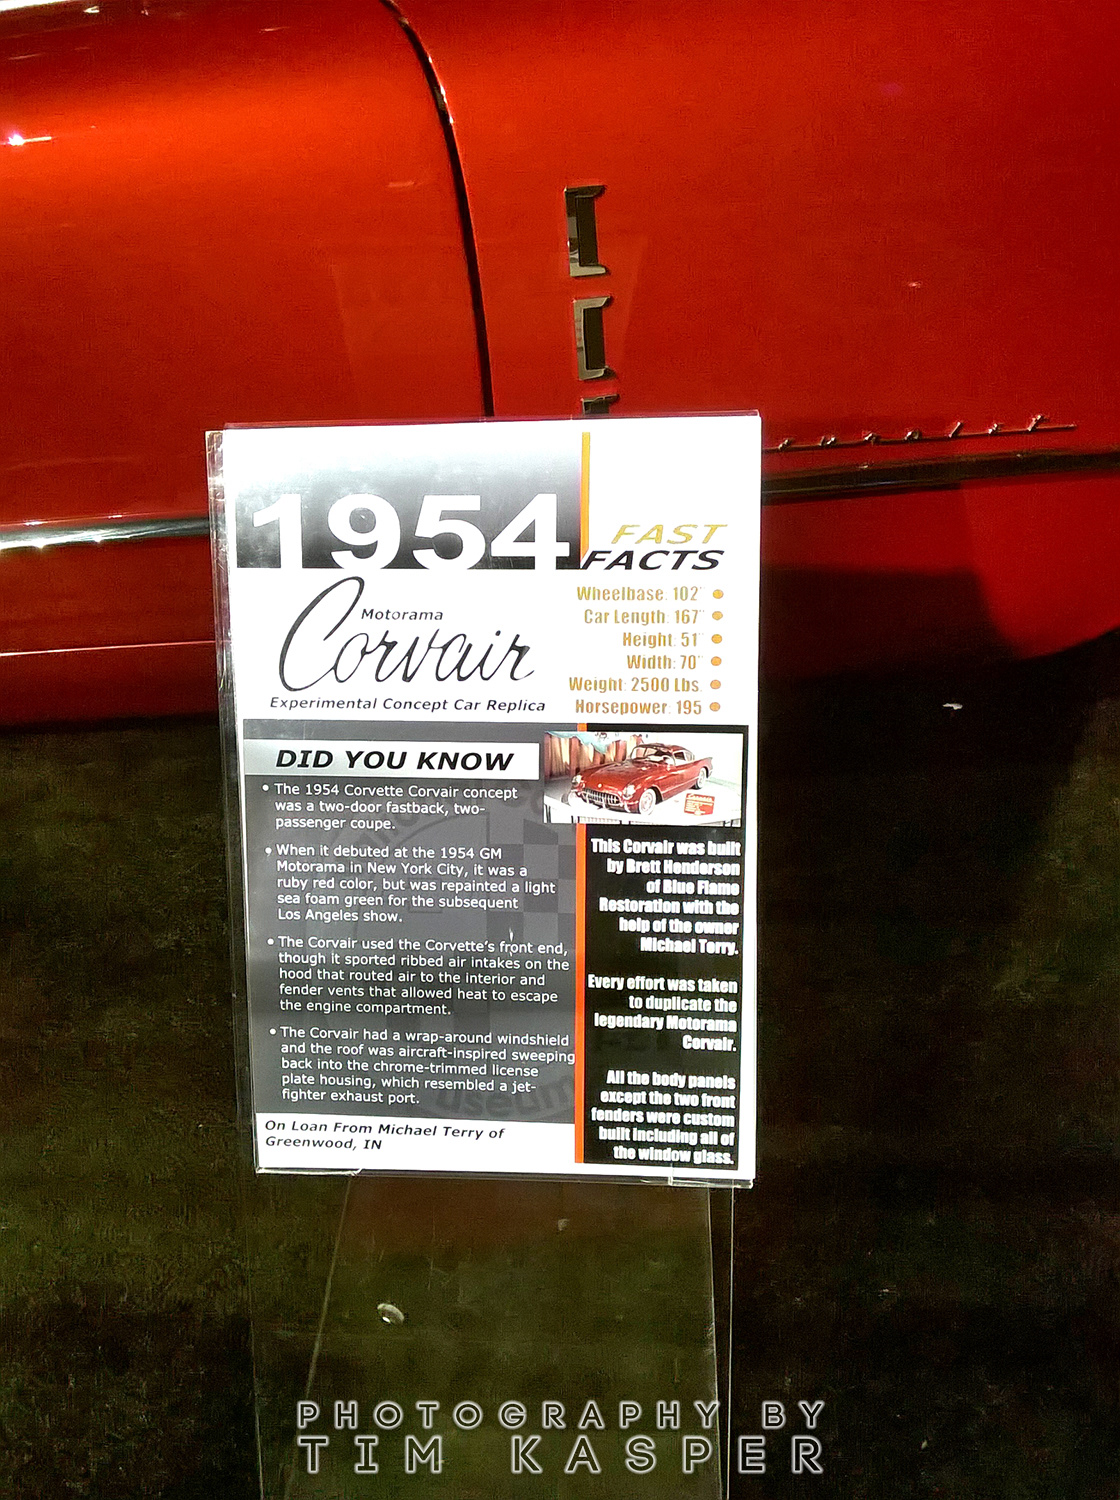 1954
FAST
FACTS
Motorama
Corvair
Experimental Concept Car Replica
Wheelbase: 102"
Car Length: 167"
Height: 51"
Width: 70"
Weight: 2500 Lbs.
Horsepower: 195
DID YOU KNOW
• The 1954 Corvette Corvair concept
was a two-door fastback, two-
passenger coupe.
• When it debuted at the 1954 GM
Motorama in New York City, it was a
ruby red color, but was repainted a light
sea foam green for the subsequent
Los Angeles show.
• The Corvair used the Corvette's front end,
though it sported ribbed air intakes on the
hood that routed air to the interior and
fender vents that allowed heat to escape
the engine compartment.
• The Corvair had a wrap-around windshield
and the roof was aircraft-inspired sweeping
back into the chrome-trimmed license
plate housing, which resembled a jet-
fighter exhaust port.
On Loan From Michael Terry of
Greenwood, IN
This Corvair was built
by Brett Henderson
of Blue Flame
Restoration with the
help of the owner
Michael Terry.
Every effort was taken
to duplicate the
legendary Motorama
Corvair.
All the body panels
except the two front
fenders were custom
built including all of
the window glass.
PHOTOGRAPHY BY
TIM KASPER